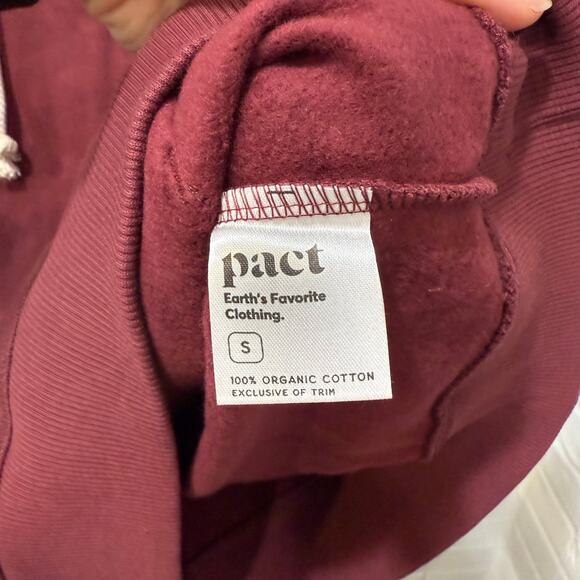 pact
Earth's Favorite
Clothing.
S
100% ORGANIC COTTON
EXCLUSIVE OF TRIM